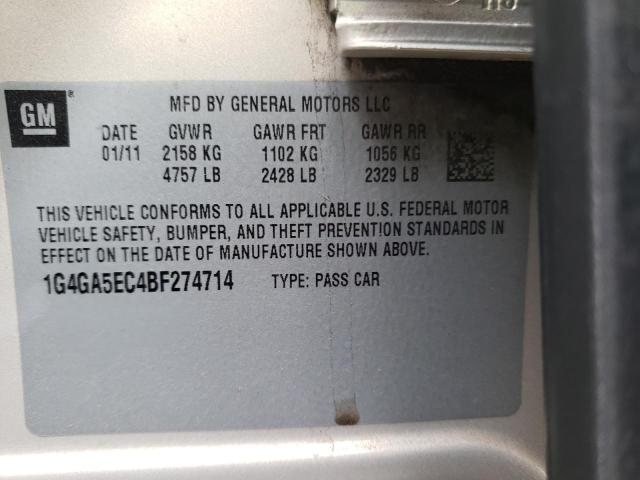 GM ®
MFD BY GENERAL MOTORS LLC
DATE GVWR GAWR FRT GAWR RR
01/11 2158 KG 1102 KG 1056 KG
4757 LB 2428 LB 2329 LB
THIS VEHICLE CONFORMS TO ALL APPLICABLE U.S. FEDERAL MOTOR
VEHICLE SAFETY, BUMPER, AND THEFT PREVENTION STANDARDS IN
EFFECT ON THE DATE OF MANUFACTURE SHOWN ABOVE.
1G4GA5EC4BF274714 TYPE: PASS CAR